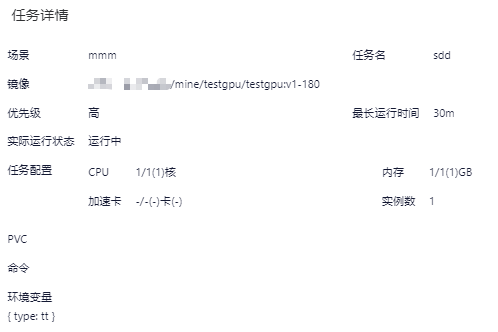 任务详情
场景 mmm 任务名 sdd
镜像 /mine/testgpu/testgpu:v1-180
优先级 高 最长运行时间 30m
实际运行状态 运行中
任务配置 CPU 1/1(1)核 内存 1/1(1)GB
加速卡 -/-(-)卡(-) 实例数 1
PVC
命令
环境变量
{ type: tt }